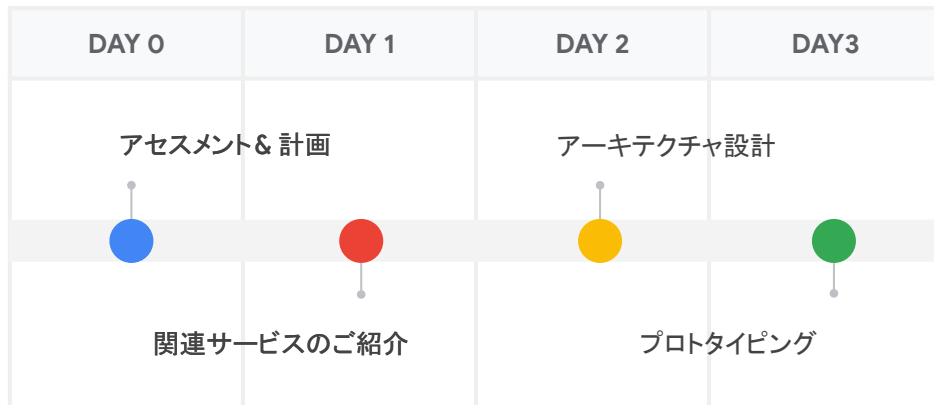 DAY 0
DAY 1
DAY 2
DAY3
アセスメント& 計画
アーキテクチャ設計
関連サービスのご紹介
プロトタイピング